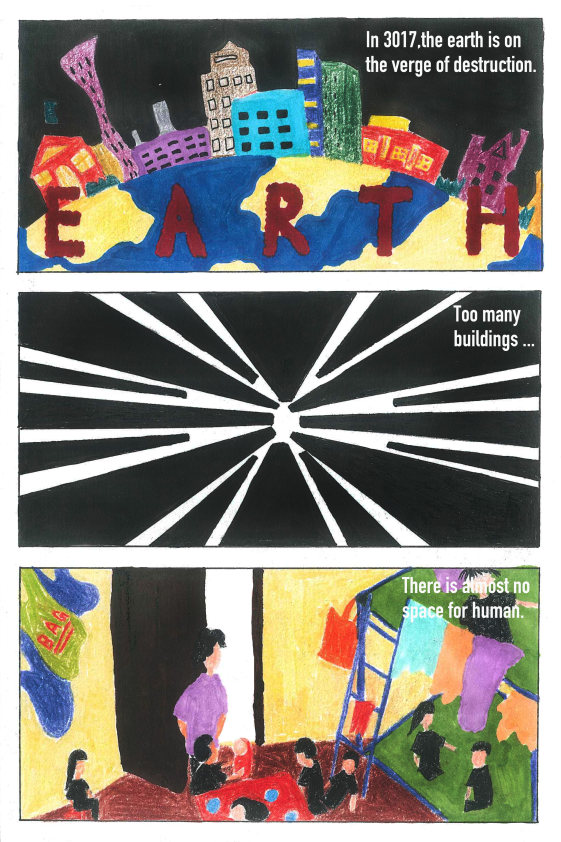 In 3017,the earth is on
the verge of destruction.
E
EARTH
Too many
buildings ...
There is almost no
space for human.
BAG